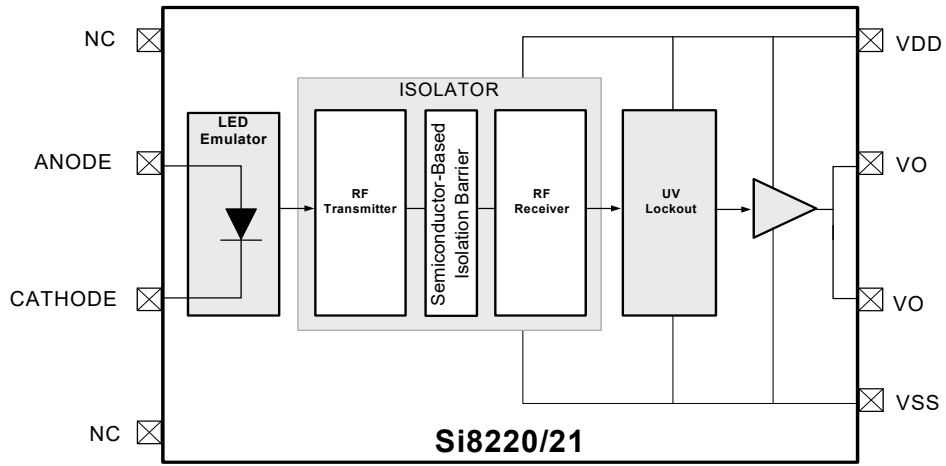 NC
ANODE
CATHODE
NC
LED
Emulator
ISOLATOR
RF
Transmitter
Semiconductor-Based
Isolation Barrier
RF
Receiver
UV
Lockout
VDD
VO
VO
VSS
Si8220/21